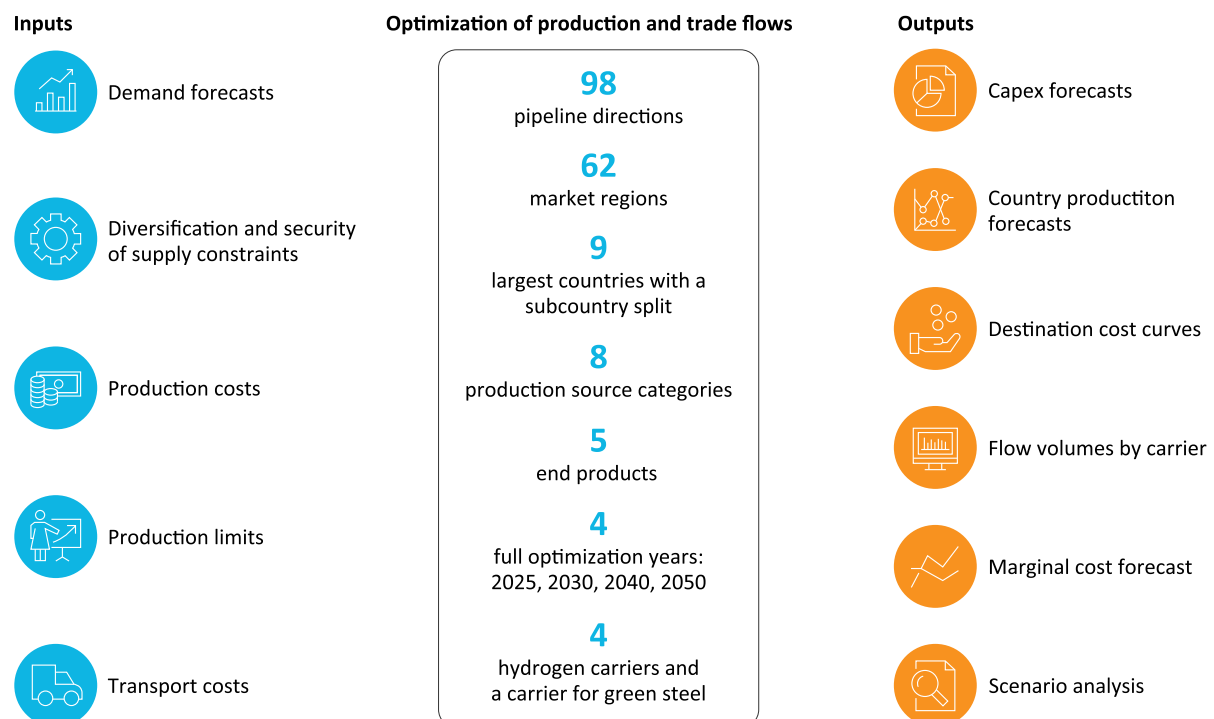 Inputs
Demand forecasts
Diversification and security
of supply constraints
Production costs
Production limits
Transport costs
Optimization of production and trade flows
98
pipeline directions
62
market regions
9
largest countries with a
subcountry split
8
production source categories
5
end products
4
full optimization years:
2025, 2030, 2040, 2050
4
hydrogen carriers and
a carrier for green steel
Outputs
Capex forecasts
Country productiton
forecasts
Destination cost curves
Flow volumes by carrier
Marginal cost forecast
Scenario analysis